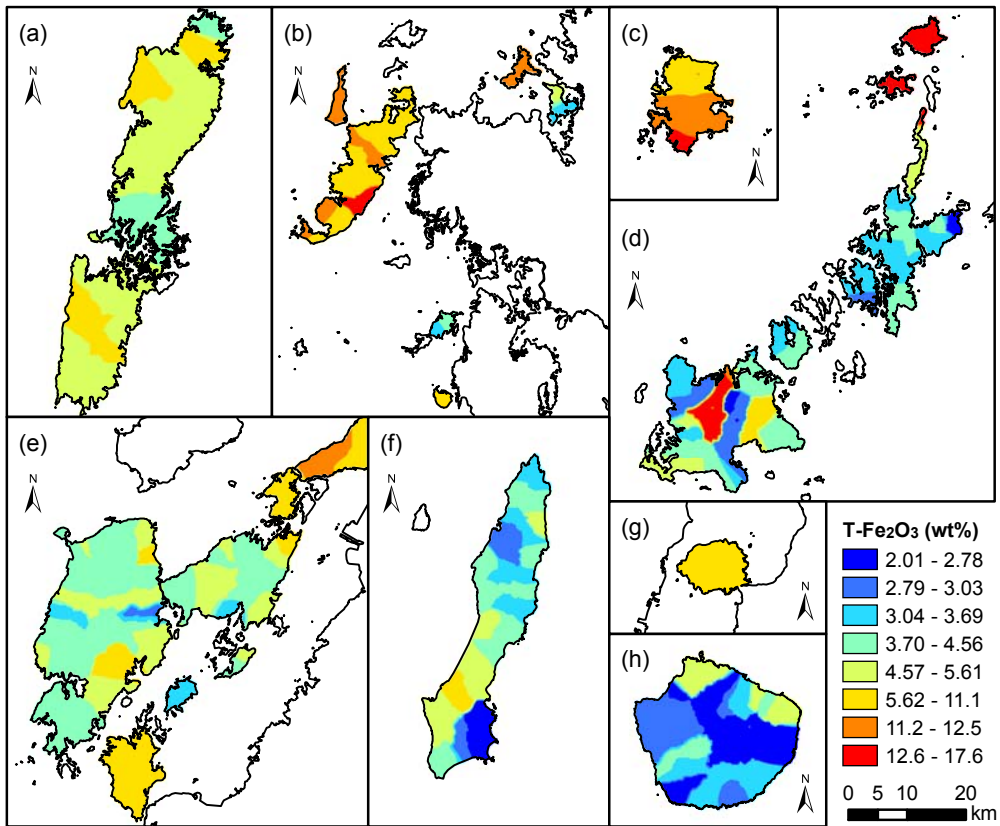 (a)
N
(b)
N
(c)
N
(d)
N
(e)
N
(f)
N
(g)
N
(h)
N
T-Fe₂O₃ (wt%)
2.01 - 2.78
2.79 - 3.03
3.04 - 3.69
3.70 - 4.56
4.57 - 5.61
5.62 - 11.1
11.2 - 12.5
12.6 - 17.6
0 10 20
km